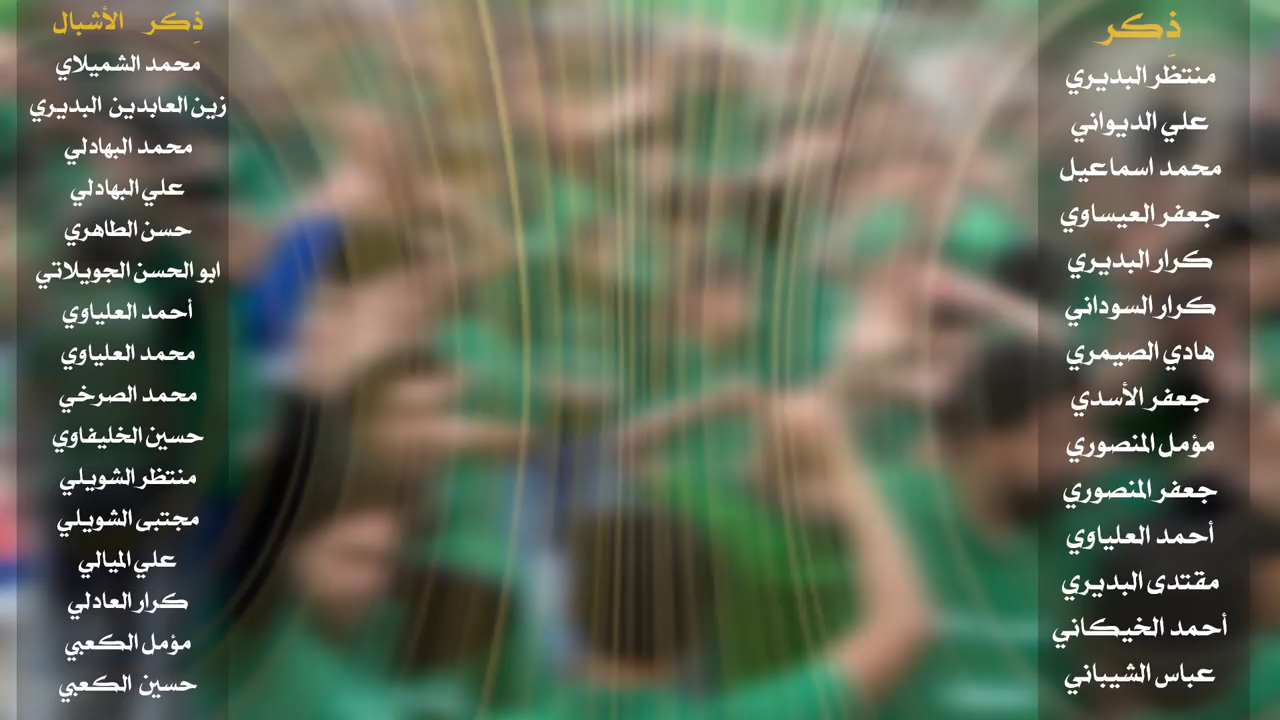 ذِكر
منتظر البديري
علي الديواني
محمد اسماعيل
جعفر العيساوي
كرار البديري
كرار السوداني
هادي الصيمري
جعفر الأسدي
مؤمل المنصوري
جعفر المنصوري
أحمد العلياوي
مقتدى البديري
أحمد الخيكاني
عباس الشيباني
ذِكر الأشبال
محمد الشميلاي
زين العابدين البديري
محمد البهادلي
علي البهادلي
حسن الطاهري
ابو الحسن الجويلاتي
أحمد العلياوي
محمد العلياوي
محمد الصرخي
حسين الخليفاوي
منتظر الشويلي
مجتبى الشويلي
علي الميالي
كرار العادلي
مؤمل الكعبي
حسين الكعبي